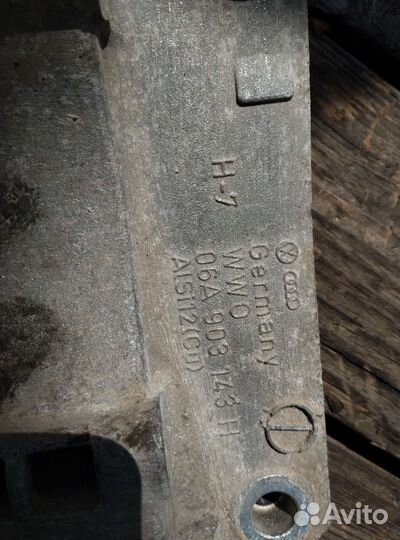 H-7
Germany
WWO
06A 903 143 H
AlSi12(Cu)
Avito